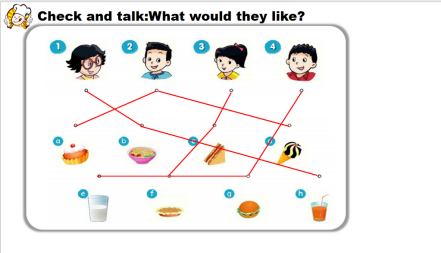 Check and talk:What would they like?
1 2 3 4
a b c d
e f g h